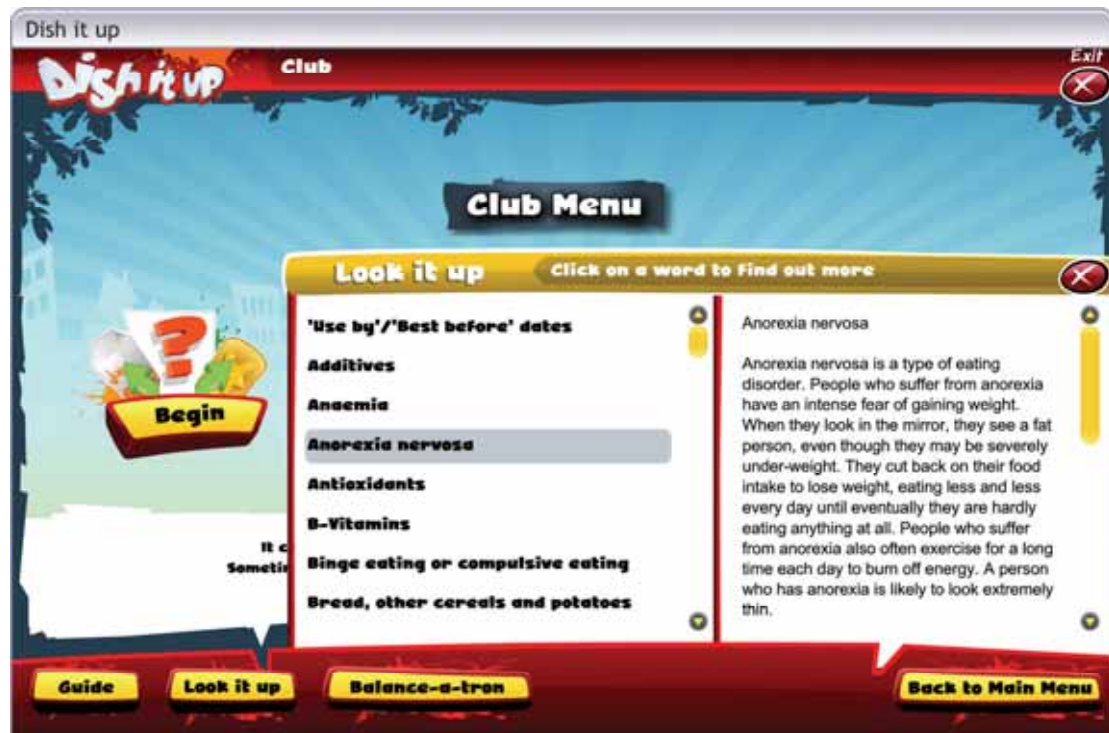 Dish it up
Dish it up
Club
Exit
Club Menu
Look it up
Click on a word to find out more
'Use by'/'Best before' dates
Additives
Anaemia
Anorexia nervosa
Antioxidants
B-Vitamins
Binge eating or compulsive eating
Bread, other cereals and potatoes
Anorexia nervosa
Anorexia nervosa is a type of eating
disorder. People who suffer from anorexia
have an intense fear of gaining weight.
When they look in the mirror, they see a fat
person, even though they may be severely
under-weight. They cut back on their food
intake to lose weight, eating less and less
every day until eventually they are hardly
eating anything at all. People who suffer
from anorexia also often exercise for a long
time each day to burn off energy. A person
who has anorexia is likely to look extremely
thin.
?
Begin
It
Guide
Look it up
Balance-a-tron
Back to Main Menu